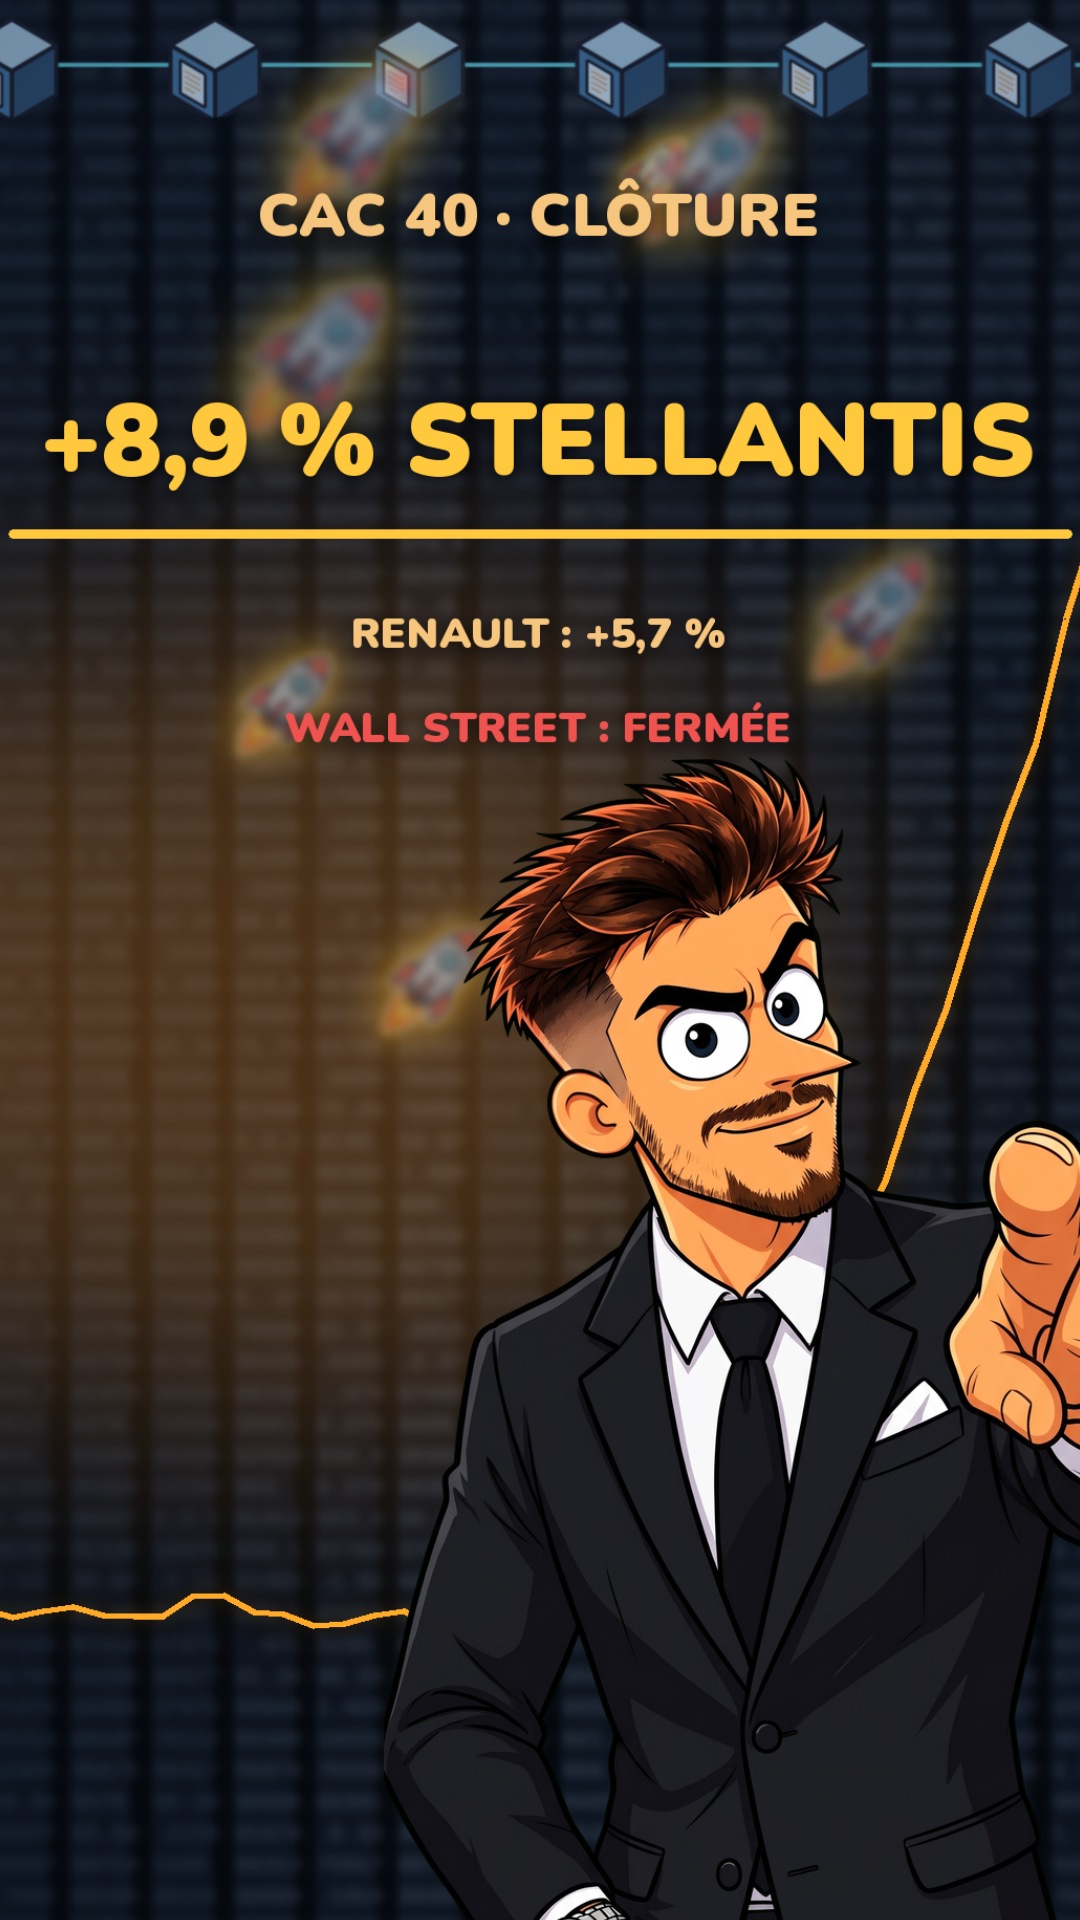 CAC 40 · CLÔTURE
+8,9 % STELLANTIS
RENAULT : +5,7 %
WALL STREET : FERMÉE